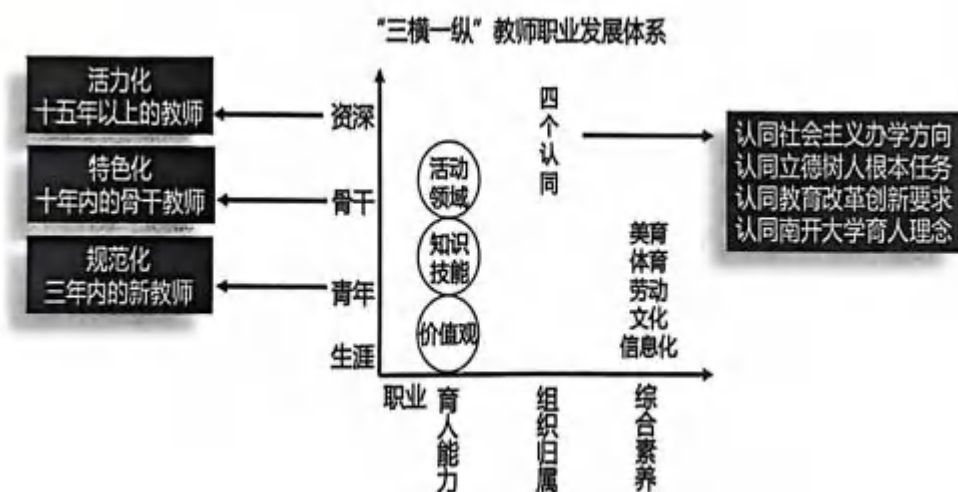 “三横一纵”教师职业发展体系
活力化
十五年以上的教师
特色化
十年内的骨干教师
规范化
三年内的新教师
资深
骨干
青年
生涯
活动
领域
知识
技能
价值观
四个认同
认同社会主义办学方向
认同立德树人根本任务
认同教育改革创新要求
认同南开大学育人理念
美育
体育
劳动
文化
信息化
职业
育人能力
组织归属
综合素养